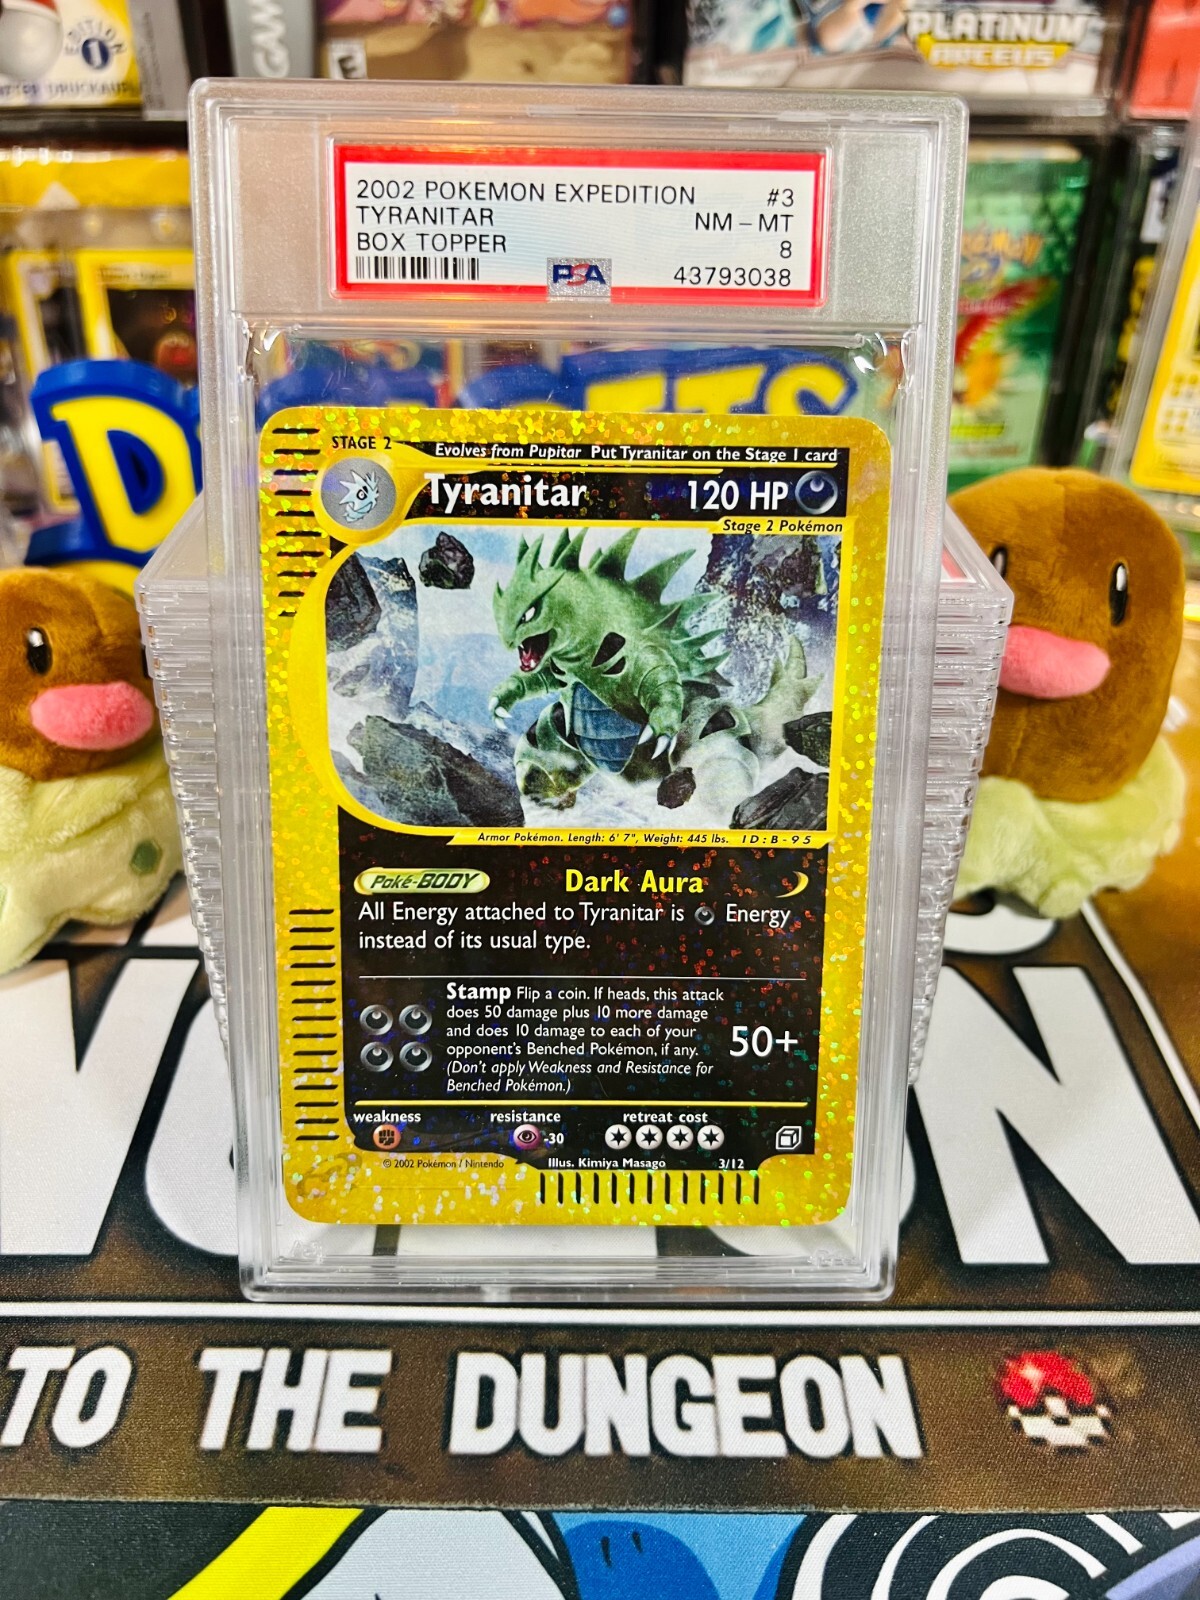 EDITION
1
GAME
E
PLATINUM
ARCEUS
2002 POKEMON EXPEDITION #3
TYRANITAR NM - MT
BOX TOPPER 8
PSA 43793038
D
STAGE 2 Evolves from Pupitar Put Tyranitar on the Stage 1 card
Tyranitar 120 HP
Stage 2 Pokémon
Armor Pokémon. Length: 6' 7", Weight: 445 lbs. ID: B-95
Poké-BODY Dark Aura
All Energy attached to Tyranitar is Energy
instead of its usual type.
Stamp Flip a coin. If heads, this attack
does 50 damage plus 10 more damage
and does 10 damage to each of your
opponent's Benched Pokémon, if any.
(Don't apply Weakness and Resistance for
Benched Pokémon.)
50+
weakness resistance retreat cost
-30
© 2002 Pokémon / Nintendo Illus. Kimiya Masago 3/12
TO THE DUNGEON